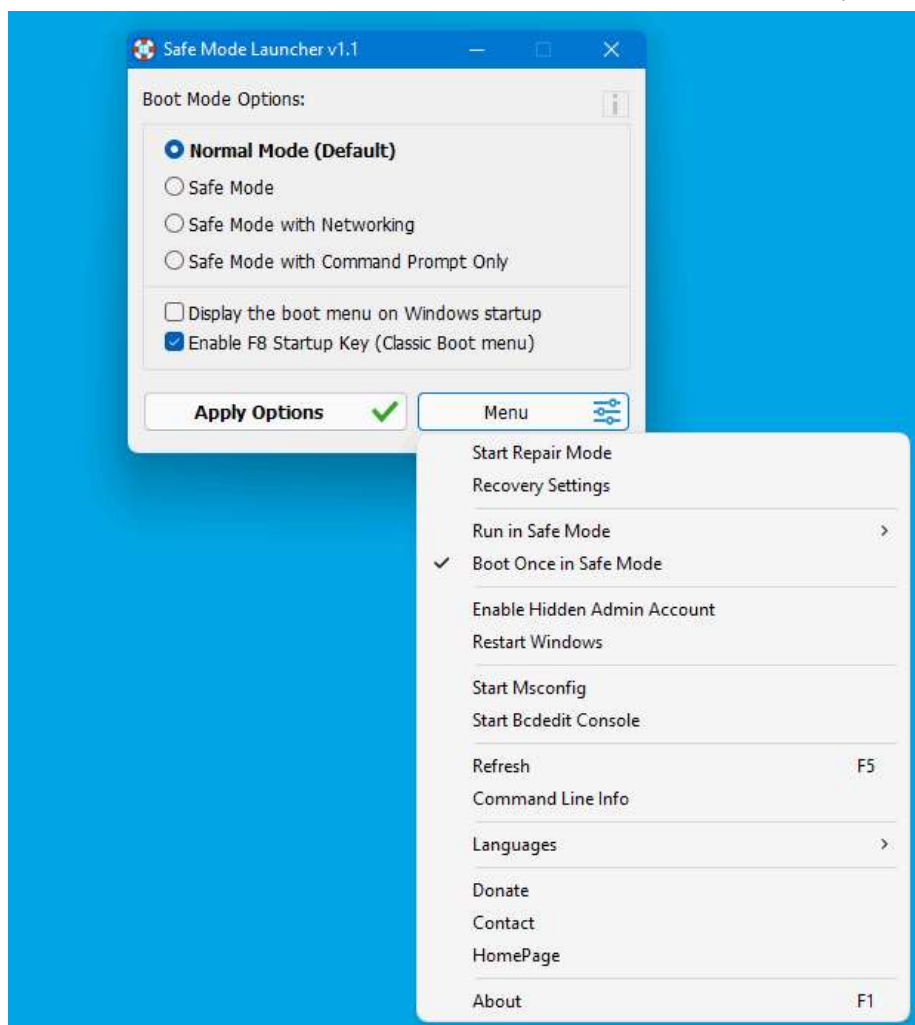 Safe Mode Launcher v1.1
Boot Mode Options:
Normal Mode (Default)
Safe Mode
Safe Mode with Networking
Safe Mode with Command Prompt Only
Display the boot menu on Windows startup
Enable F8 Startup Key (Classic Boot menu)
Apply Options Menu
Start Repair Mode
Recovery Settings
Run in Safe Mode
Boot Once in Safe Mode
Enable Hidden Admin Account
Restart Windows
Start Msconfig
Start Bcdedit Console
Refresh F5
Command Line Info
Languages
Donate
Contact
HomePage
About F1